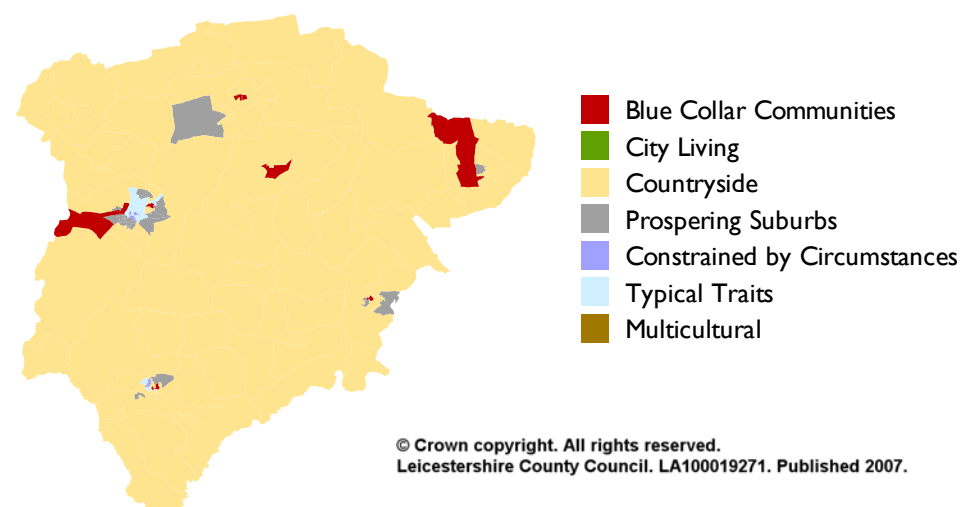 Blue Collar Communities
City Living
Countryside
Prospering Suburbs
Constrained by Circumstances
Typical Traits
Multicultural
© Crown copyright. All rights reserved.
Leicestershire County Council. LA100019271. Published 2007.